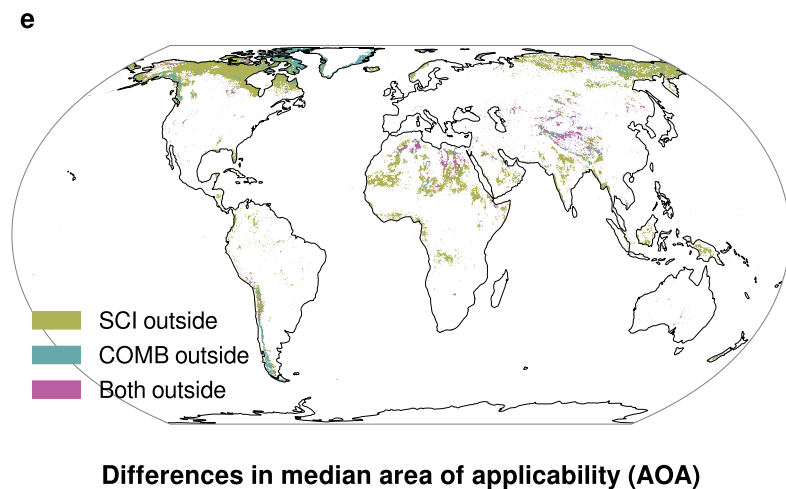 e
SCI outside
COMB outside
Both outside
Differences in median area of applicability (AOA)